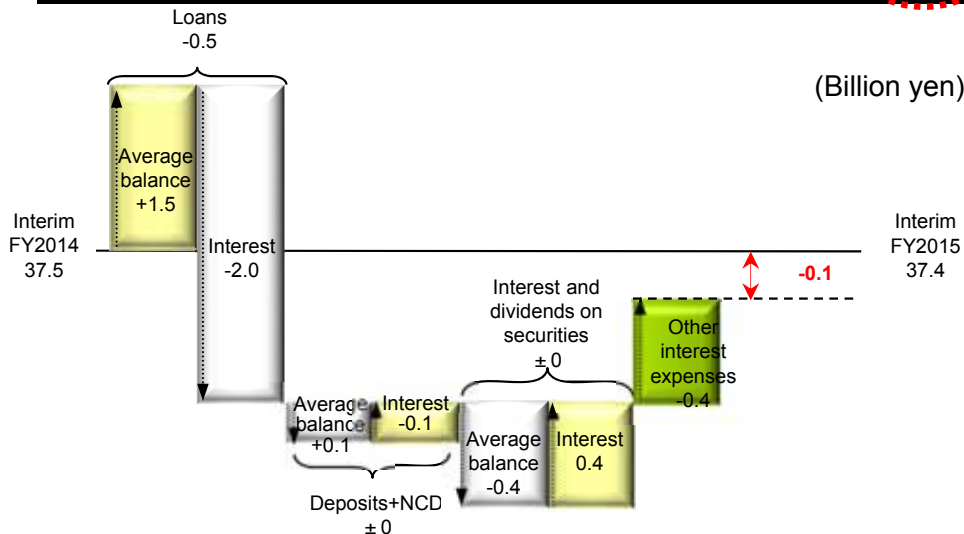 Loans
-0.5
(Billion yen)
Average
balance
+1.5
Interest
-2.0
Interim
FY2014
37.5
Interim
FY2015
37.4
-0.1
Interest and
dividends on
securities
± 0
Other
interest
expenses
-0.4
Average
balance
+0.1
Interest
-0.1
Average
balance
-0.4
Interest
0.4
Deposits+NCD
± 0